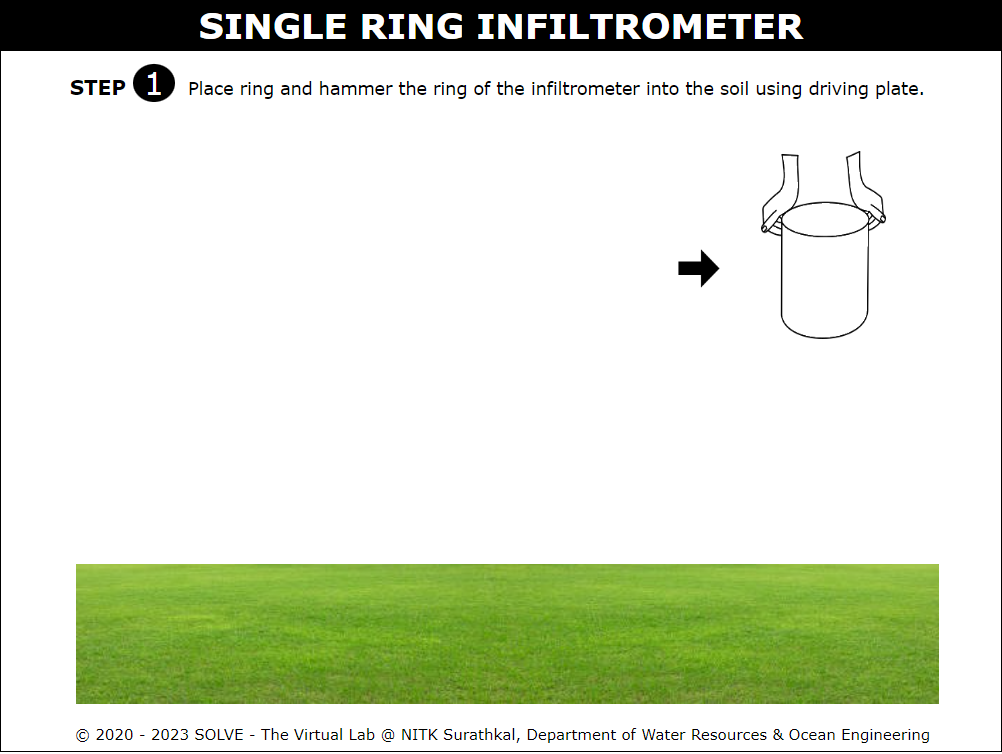 SINGLE RING INFILTROMETER
STEP 1 Place ring and hammer the ring of the infiltrometer into the soil using driving plate.
© 2020 - 2023 SOLVE - The Virtual Lab @ NITK Surathkal, Department of Water Resources & Ocean Engineering